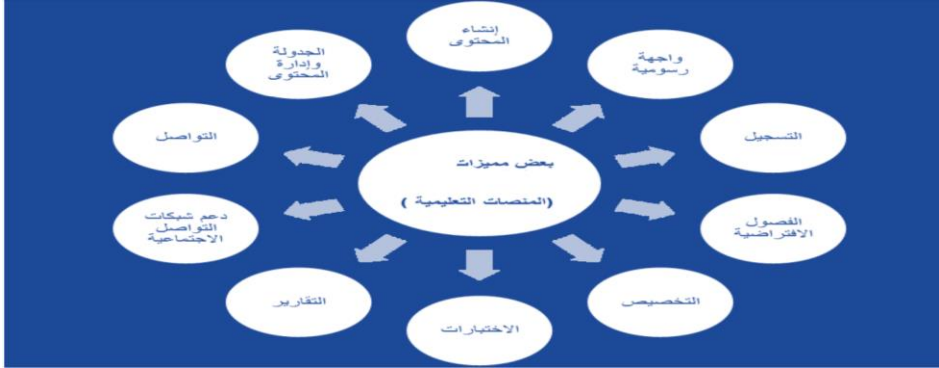 بعض مميزات
(المنصات التعليمية )
إنشاء
المحتوى
واجهة
رسومية
التسجيل
الفصول
الافتراضية
التخصيص
الاختبارات
التقارير
دعم شبكات
التواصل
الاجتماعية
التواصل
الجدولة
وإدارة
المحتوى